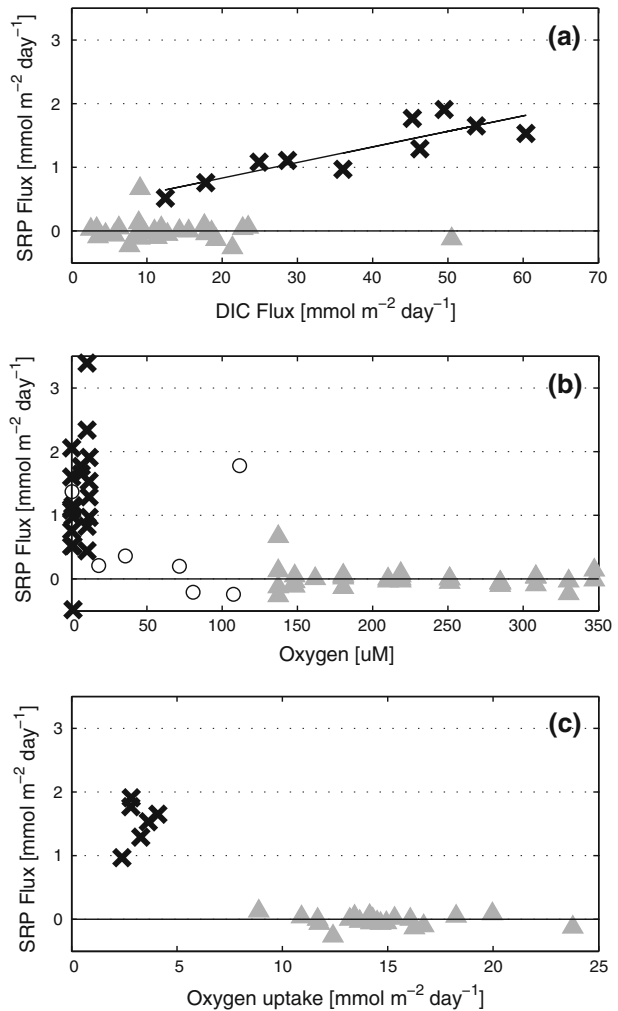 (a)
SRP Flux [mmol m⁻² day⁻¹]
3
2
1
0
0 10 20 30 40 50 60 70
DIC Flux [mmol m⁻² day⁻¹]
(b)
SRP Flux [mmol m⁻² day⁻¹]
3
2
1
0
0 50 100 150 200 250 300 350
Oxygen [uM]
(c)
SRP Flux [mmol m⁻² day⁻¹]
3
2
1
0
0 5 10 15 20 25
Oxygen uptake [mmol m⁻² day⁻¹]